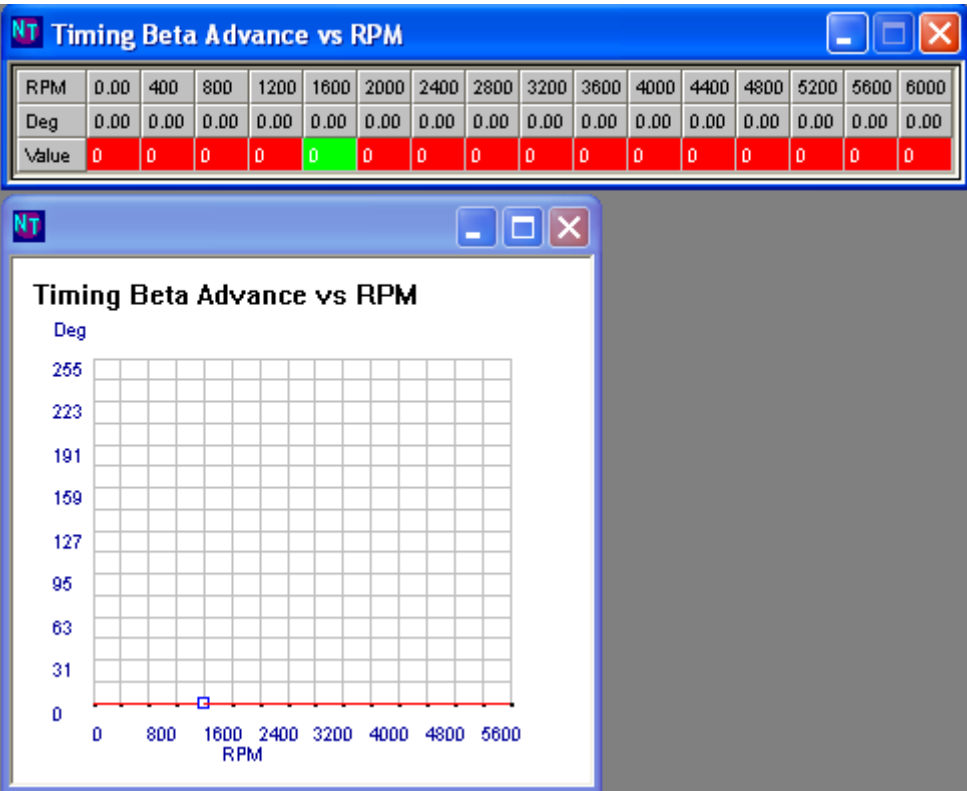 NT Timing Beta Advance vs RPM
RPM 0.00 400 800 1200 1600 2000 2400 2800 3200 3600 4000 4400 4800 5200 5600 6000
Deg 0.00 0.00 0.00 0.00 0.00 0.00 0.00 0.00 0.00 0.00 0.00 0.00 0.00 0.00 0.00 0.00
Value 0 0 0 0 0 0 0 0 0 0 0 0 0 0 0 0
NT
Timing Beta Advance vs RPM
Deg
255
223
191
159
127
95
63
31
0
0 800 1600 2400 3200 4000 4800 5600
RPM